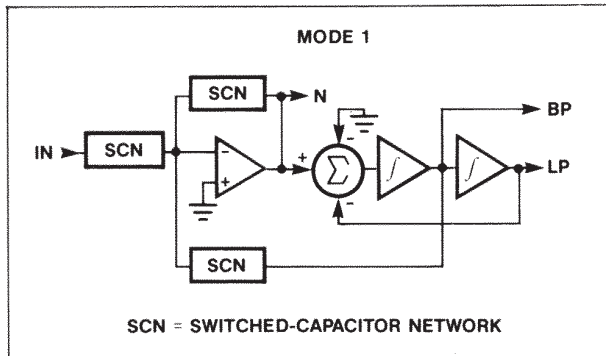 MODE 1
SCN
N
BP
IN
SCN
-
+
+
-
Σ
-
∫
∫
LP
SCN
SCN = SWITCHED-CAPACITOR NETWORK